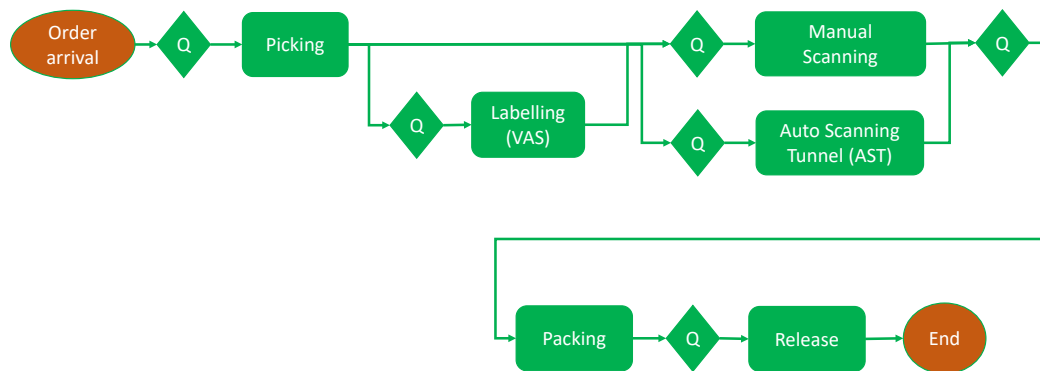 Order
arrival
Q
Picking
Q
Manual
Scanning
Q
Q
Labelling
(VAS)
Q
Auto Scanning
Tunnel (AST)
Packing
Q
Release
End